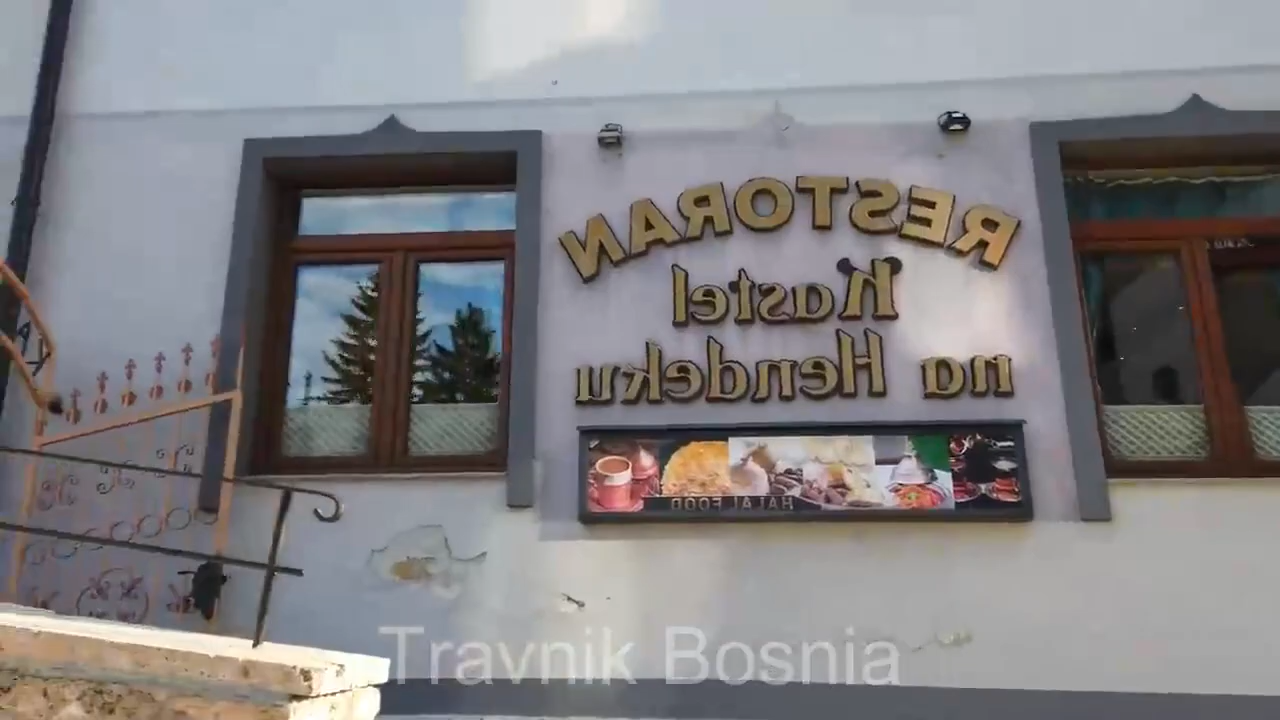 RESTORAN
Kastel
na Hendeku
HALAL FOOD
Travnik Bosnia